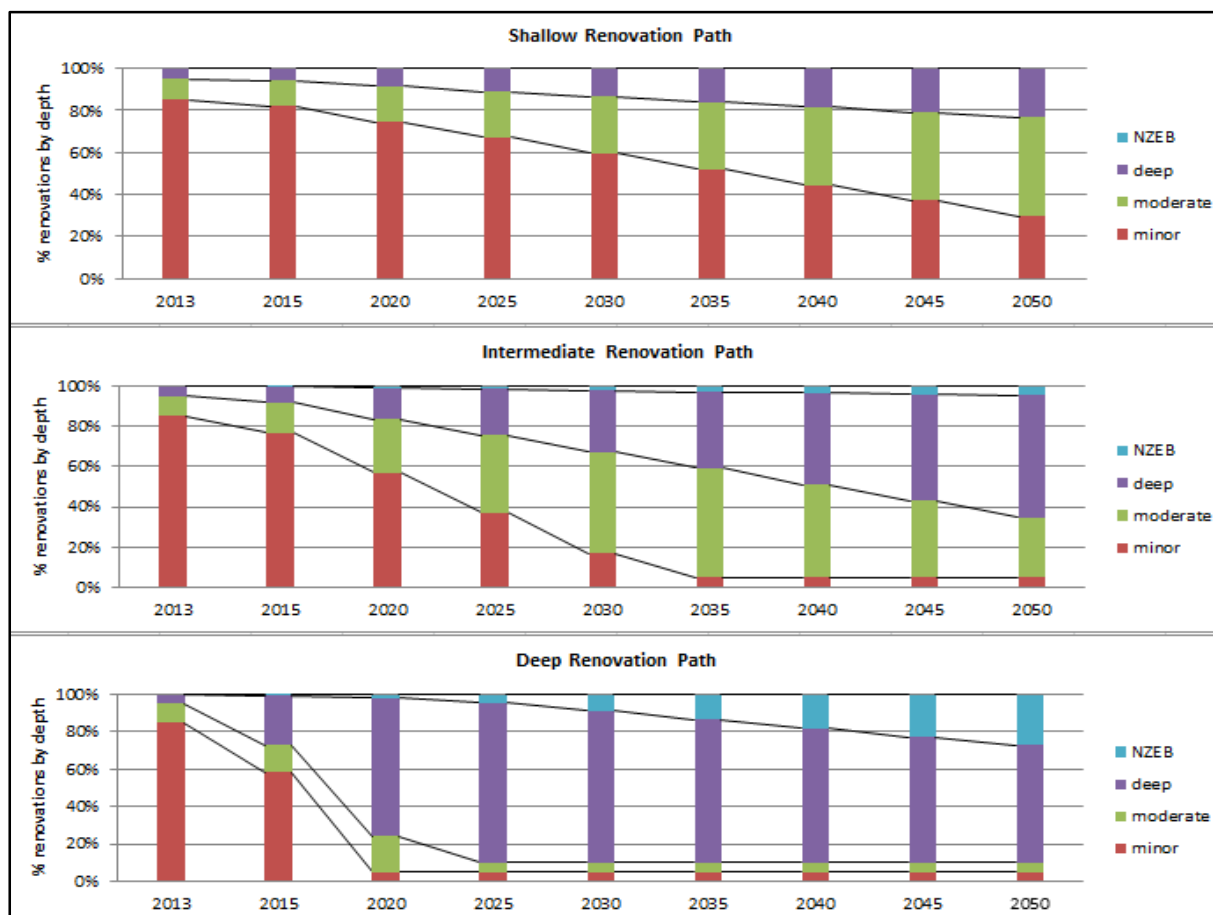 Shallow Renovation Path
% renovations by depth
100%
80%
60%
40%
20%
0%
2013 2015 2020 2025 2030 2035 2040 2045 2050
NZEB
deep
moderate
minor
Intermediate Renovation Path
% renovations by depth
100%
80%
60%
40%
20%
0%
2013 2015 2020 2025 2030 2035 2040 2045 2050
NZEB
deep
moderate
minor
Deep Renovation Path
% renovations by depth
100%
80%
60%
40%
20%
0%
2013 2015 2020 2025 2030 2035 2040 2045 2050
NZEB
deep
moderate
minor